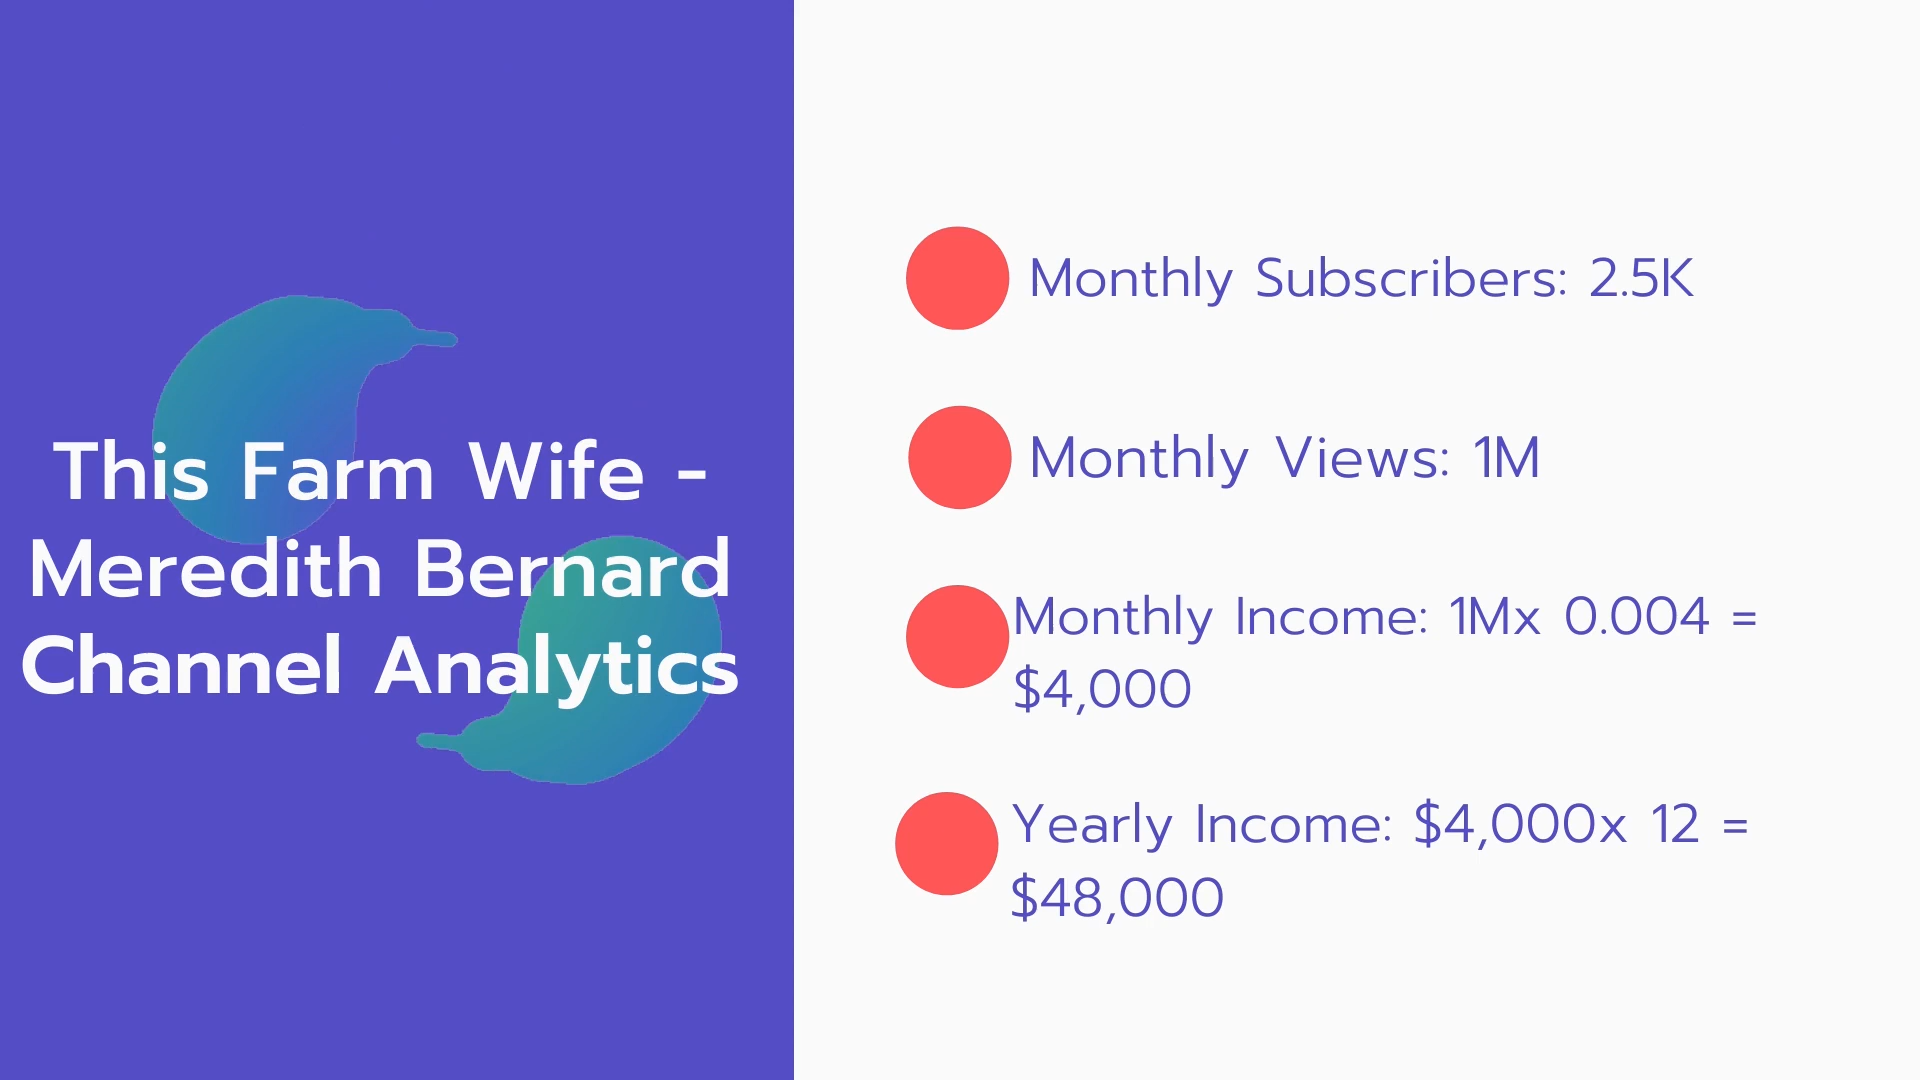 This Farm Wife -
Meredith Bernard
Channel Analytics
Monthly Subscribers: 2.5K
Monthly Views: 1M
Monthly Income: 1Mx 0.004 =
$4,000
Yearly Income: $4,000x 12 =
$48,000